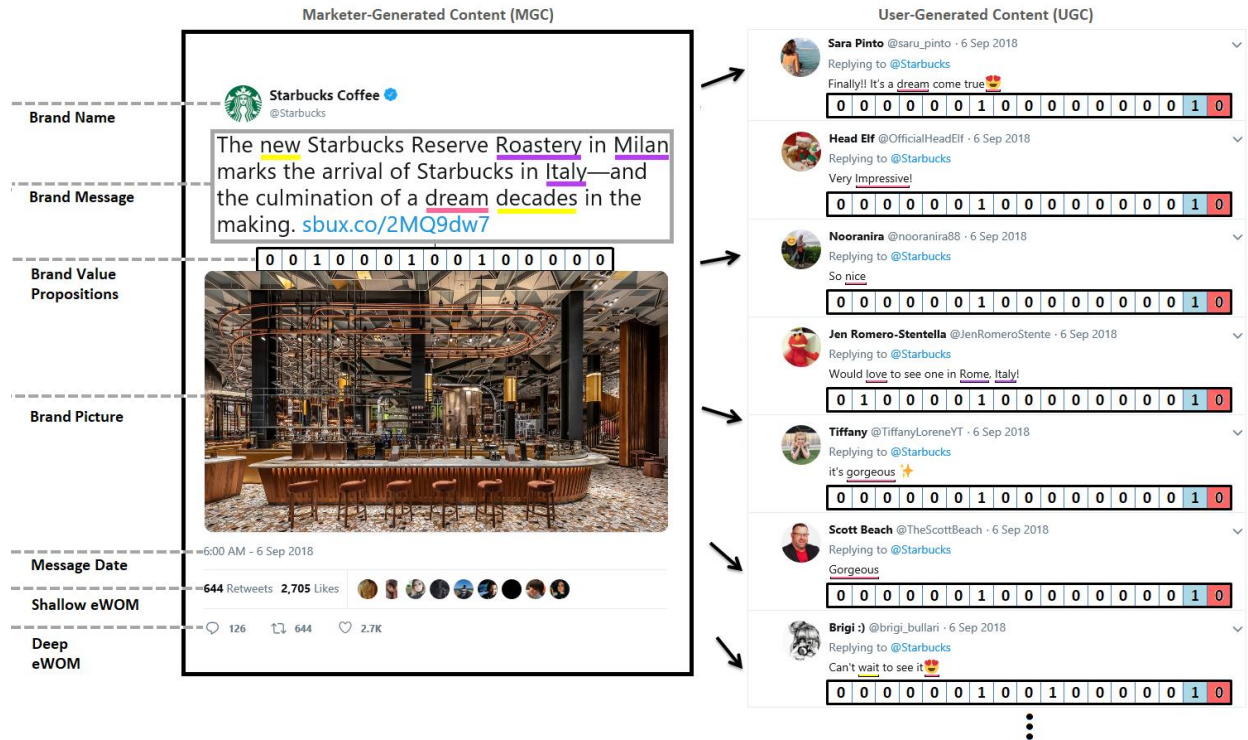 Marketer-Generated Content (MGC)
Brand Name
Brand Message
Brand Value
Propositions
Brand Picture
Message Date
Shallow eWOM
Deep
eWOM
Starbucks Coffee
@Starbucks
The new Starbucks Reserve Roastery in Milan
marks the arrival of Starbucks in Italy—and
the culmination of a dream decades in the
making. sbux.co/2MQ9dw7
0 0 1 0 0 0 1 0 0 1 0 0 0 0 0
6:00 AM - 6 Sep 2018
644 Retweets 2,705 Likes
126 644 2.7K
User-Generated Content (UGC)
Sara Pinto @saru_pinto · 6 Sep 2018
Replying to @Starbucks
Finally!! It's a dream come true😍
0 0 0 0 0 0 1 0 0 0 0 0 0 0 0 1 0
Head Elf @OfficialHeadElf · 6 Sep 2018
Replying to @Starbucks
Very Impressive!
0 0 0 0 0 0 1 0 0 0 0 0 0 0 0 1 0
Nooranira @nooranira88 · 6 Sep 2018
Replying to @Starbucks
So nice
0 0 0 0 0 0 1 0 0 0 0 0 0 0 0 1 0
Jen Romero-Stentella @JenRomeroStente · 6 Sep 2018
Replying to @Starbucks
Would love to see one in Rome, Italy!
0 1 0 0 0 0 1 0 0 0 0 0 0 0 0 1 0
Tiffany @TiffanyLoreneYT · 6 Sep 2018
Replying to @Starbucks
it's gorgeous ✨
0 0 0 0 0 0 1 0 0 0 0 0 0 0 0 1 0
Scott Beach @TheScottBeach · 6 Sep 2018
Replying to @Starbucks
Gorgeous
0 0 0 0 0 0 1 0 0 0 0 0 0 0 0 1 0
Brigi :) @brigi_bullari · 6 Sep 2018
Replying to @Starbucks
Can't wait to see it😍
0 0 0 0 0 0 1 0 0 1 0 0 0 0 0 1 0